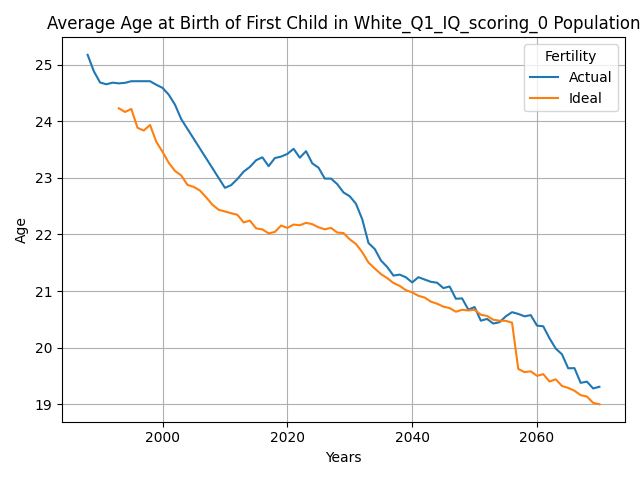 Average Age at Birth of First Child in White_Q1_IQ_scoring_0 Population
Fertility
Actual
Ideal
Age
25
24
23
22
21
20
19
2000
2020
2040
2060
Years